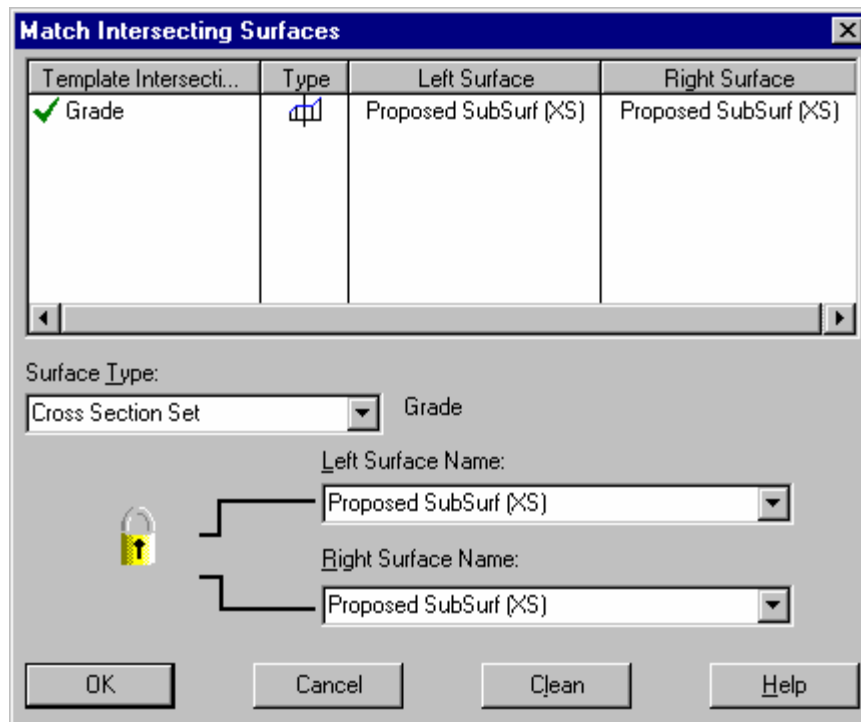 Match Intersecting Surfaces
Template Intersecti... Type Left Surface Right Surface
Grade Proposed SubSurf (XS) Proposed SubSurf (XS)
Surface Type:
Cross Section Set Grade
Left Surface Name:
Proposed SubSurf (XS)
Right Surface Name:
Proposed SubSurf (XS)
OK Cancel Clean Help